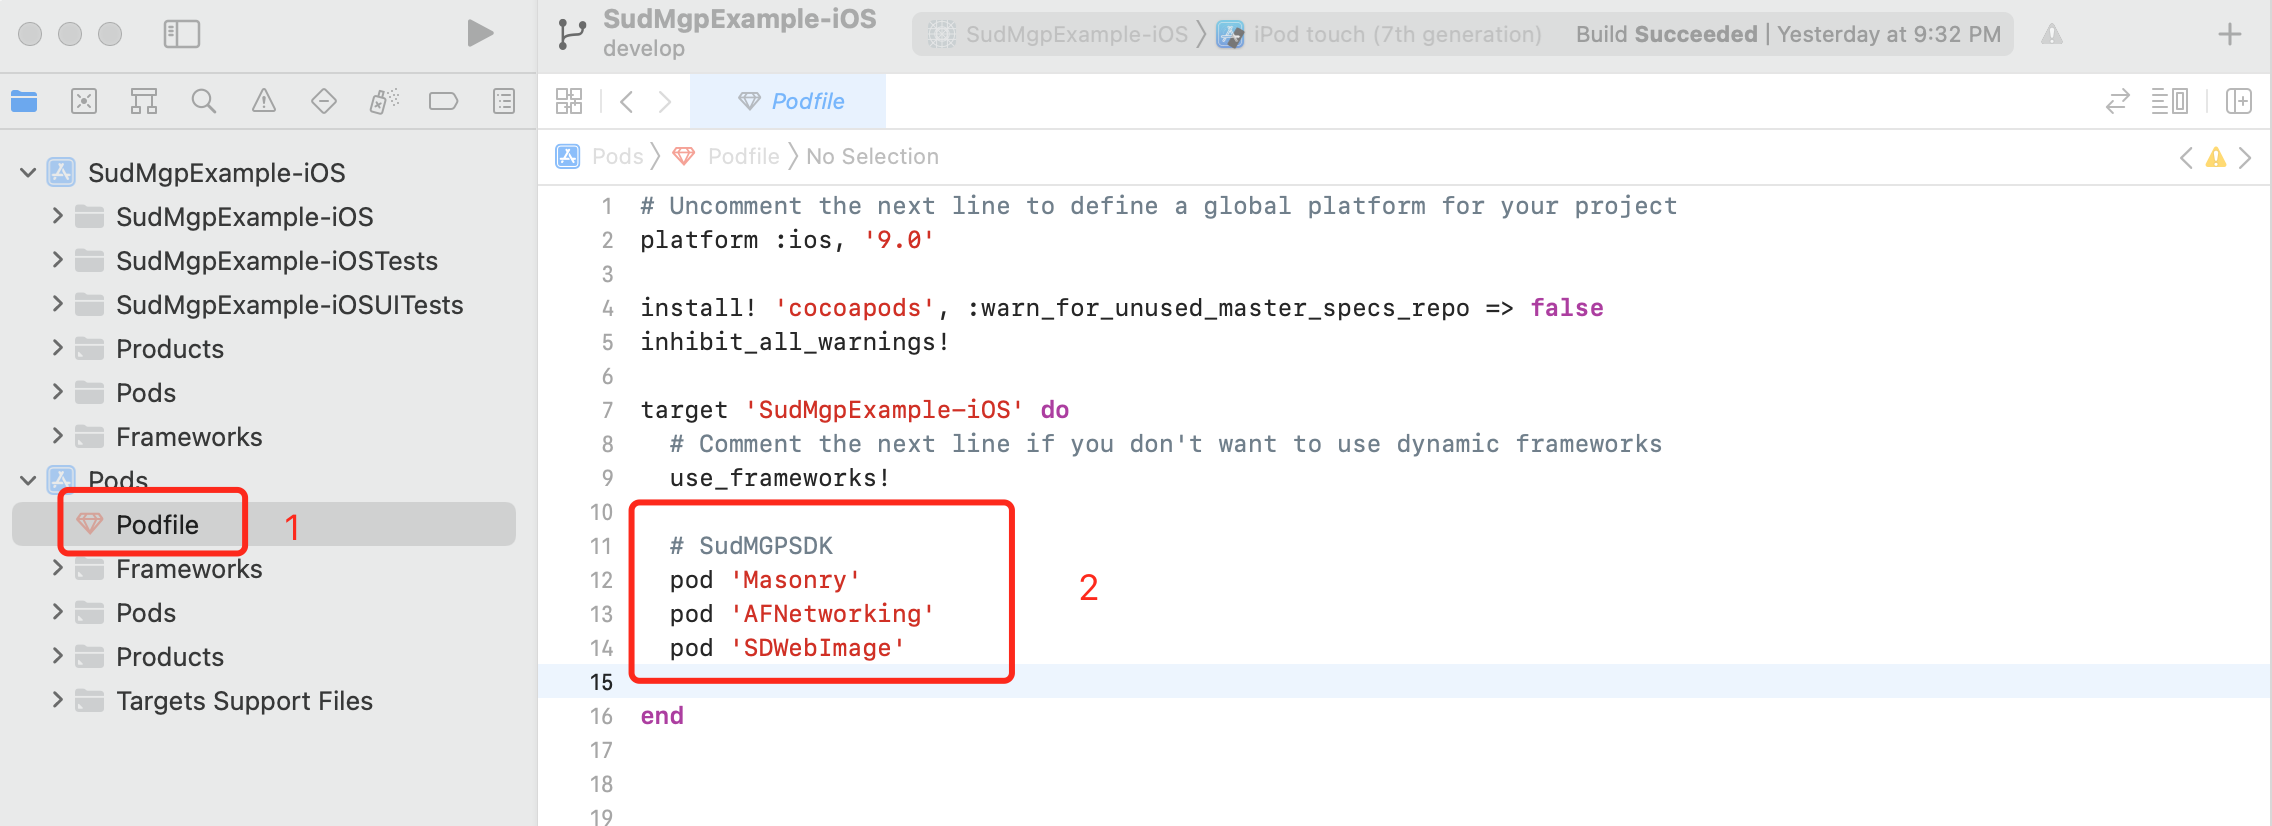 SudMgpExample-iOS
develop
SudMgpExample-iOS iPod touch (7th generation) Build Succeeded | Yesterday at 9:32 PM
Podfile
Pods Podfile No Selection
SudMgpExample-iOS
SudMgpExample-iOS
SudMgpExample-iOSTests
SudMgpExample-iOSUITests
Products
Pods
Frameworks
Pods
Podfile 1
Frameworks
Pods
Products
Targets Support Files
1 # Uncomment the next line to define a global platform for your project
2 platform :ios, '9.0'
3
4 install! 'cocoapods', :warn_for_unused_master_specs_repo => false
5 inhibit_all_warnings!
6
7 target 'SudMgpExample-iOS' do
8 # Comment the next line if you don't want to use dynamic frameworks
9 use_frameworks!
10
11 # SudMGPSDK
12 pod 'Masonry'
13 pod 'AFNetworking'
14 pod 'SDWebImage'
15
16 end
17
18
19
2